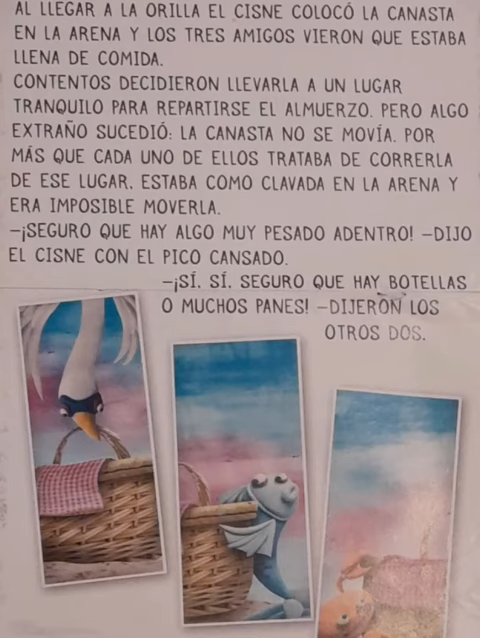 AL LLEGAR A LA ORILLA EL CISNE COLOCÓ LA CANASTA
EN LA ARENA Y LOS TRES AMIGOS VIERON QUE ESTABA
LLENA DE COMIDA.
CONTENTOS DECIDIERON LLEVARLA A UN LUGAR
TRANQUILO PARA REPARTIRSE EL ALMUERZO. PERO ALGO
EXTRAÑO SUCEDIÓ: LA CANASTA NO SE MOVÍA. POR
MÁS QUE CADA UNO DE ELLOS TRATABA DE CORRERLA
DE ESE LUGAR, ESTABA COMO CLAVADA EN LA ARENA Y
ERA IMPOSIBLE MOVERLA.
–¡SEGURO QUE HAY ALGO MUY PESADO ADENTRO! –DIJO
EL CISNE CON EL PICO CANSADO.
–¡SÍ, SÍ, SEGURO QUE HAY BOTELLAS
O MUCHOS PANES! –DIJERON LOS
OTROS DOS.